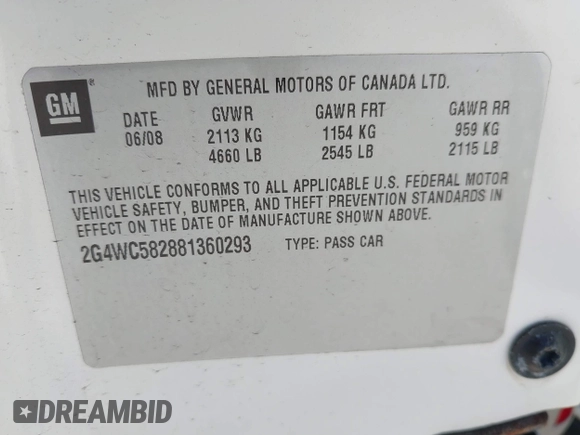 GM®
MFD BY GENERAL MOTORS OF CANADA LTD.
DATE GVWR GAWR FRT GAWR RR
06/08 2113 KG 1154 KG 959 KG
4660 LB 2545 LB 2115 LB
THIS VEHICLE CONFORMS TO ALL APPLICABLE U.S. FEDERAL MOTOR
VEHICLE SAFETY, BUMPER, AND THEFT PREVENTION STANDARDS IN
EFFECT ON THE DATE OF MANUFACTURE SHOWN ABOVE.
2G4WC582881360293 TYPE: PASS CAR
DREAMBID